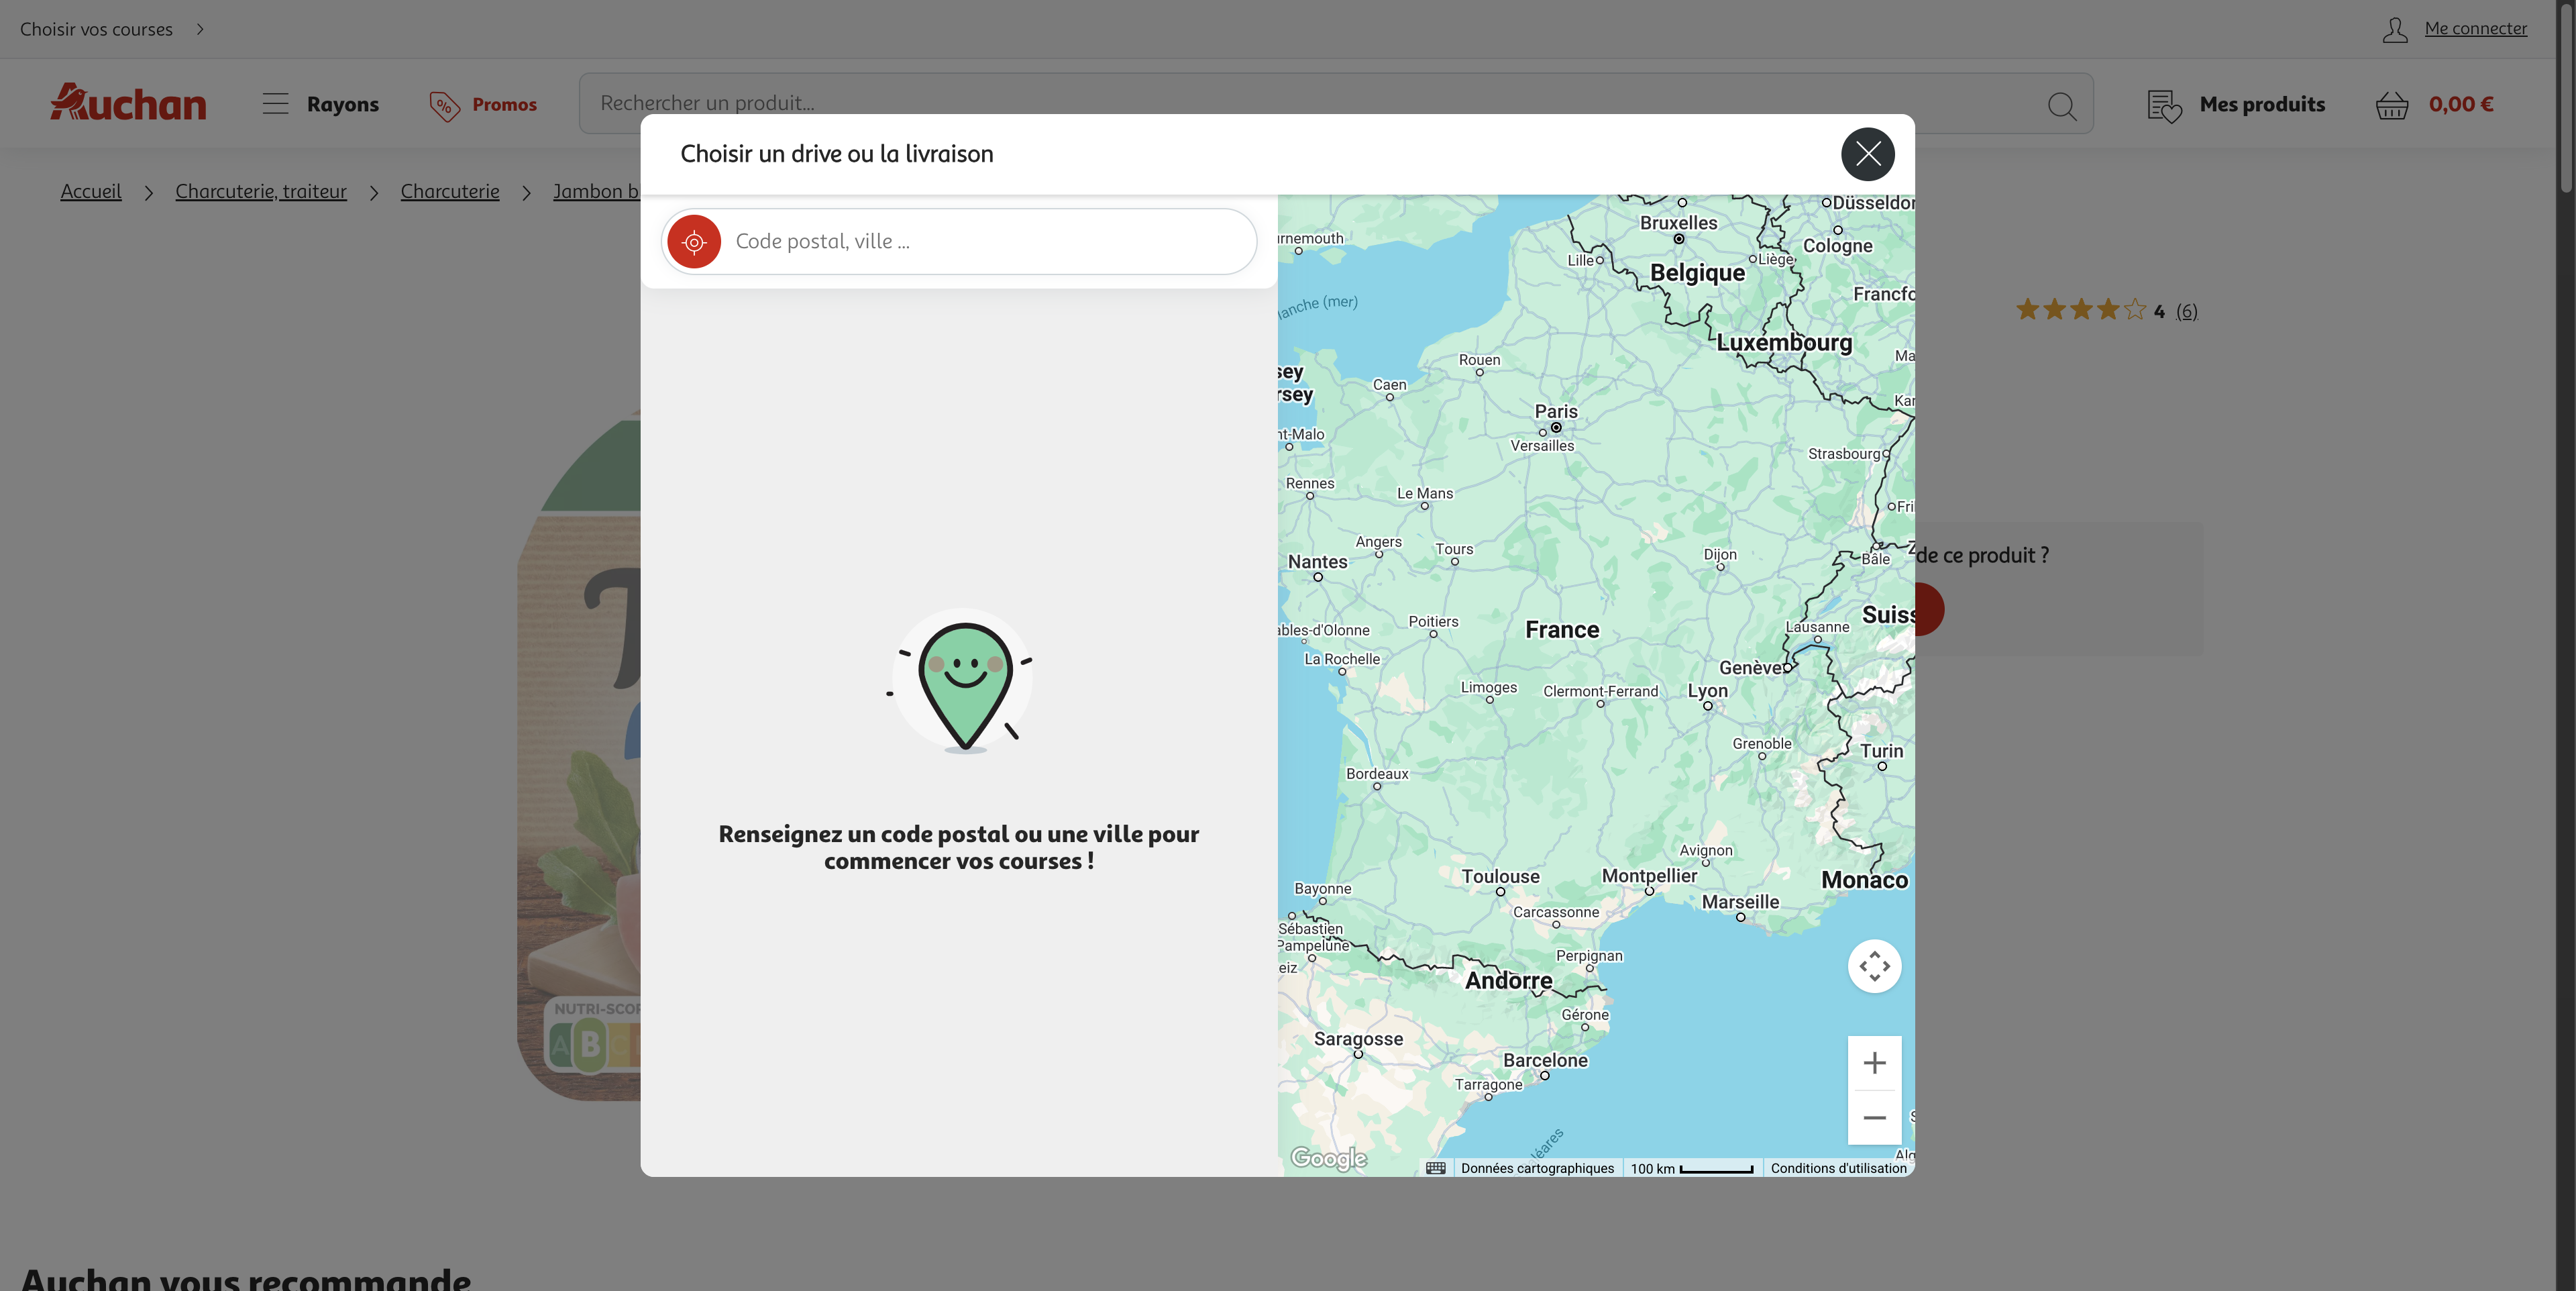 Choisir vos courses
Me connecter
Auchan
Rayons
Promos
Rechercher un produit...
Mes produits
0,00 €
Choisir un drive ou la livraison
Accueil
Charcuterie, traiteur
Charcuterie
Jambon b
Code postal, ville ...
4 (6)
de ce produit ?
Renseignez un code postal ou une ville pour
commencer vos courses !
NUTRI-SCOR
A B C
Düsseldor
Bruxelles
rnemouth
Cologne
Lille
Liège
Belgique
Francfo
anche (mer)
Luxembourg
Ma
Rouen
sey
Caen
rsey
Kar
Paris
nt-Malo
Versailles
Strasbourg
Rennes
Le Mans
Fri
Angers
Tours
Dijon
Z
Nantes
Bâle
Suiss
Poitiers
France
Lausanne
ables-d'Olonne
La Rochelle
Genève
Limoges
Clermont-Ferrand
Lyon
Grenoble
Turin
Bordeaux
Avignon
Toulouse
Montpellier
Monaco
Bayonne
Marseille
Carcassonne
Sébastien
Pampelune
Perpignan
eiz
Andorre
Gérone
Saragosse
Barcelone
Tarragone
léares
Alg
Google
Données cartographiques
100 km
Conditions d'utilisation
Auchan vous recommande